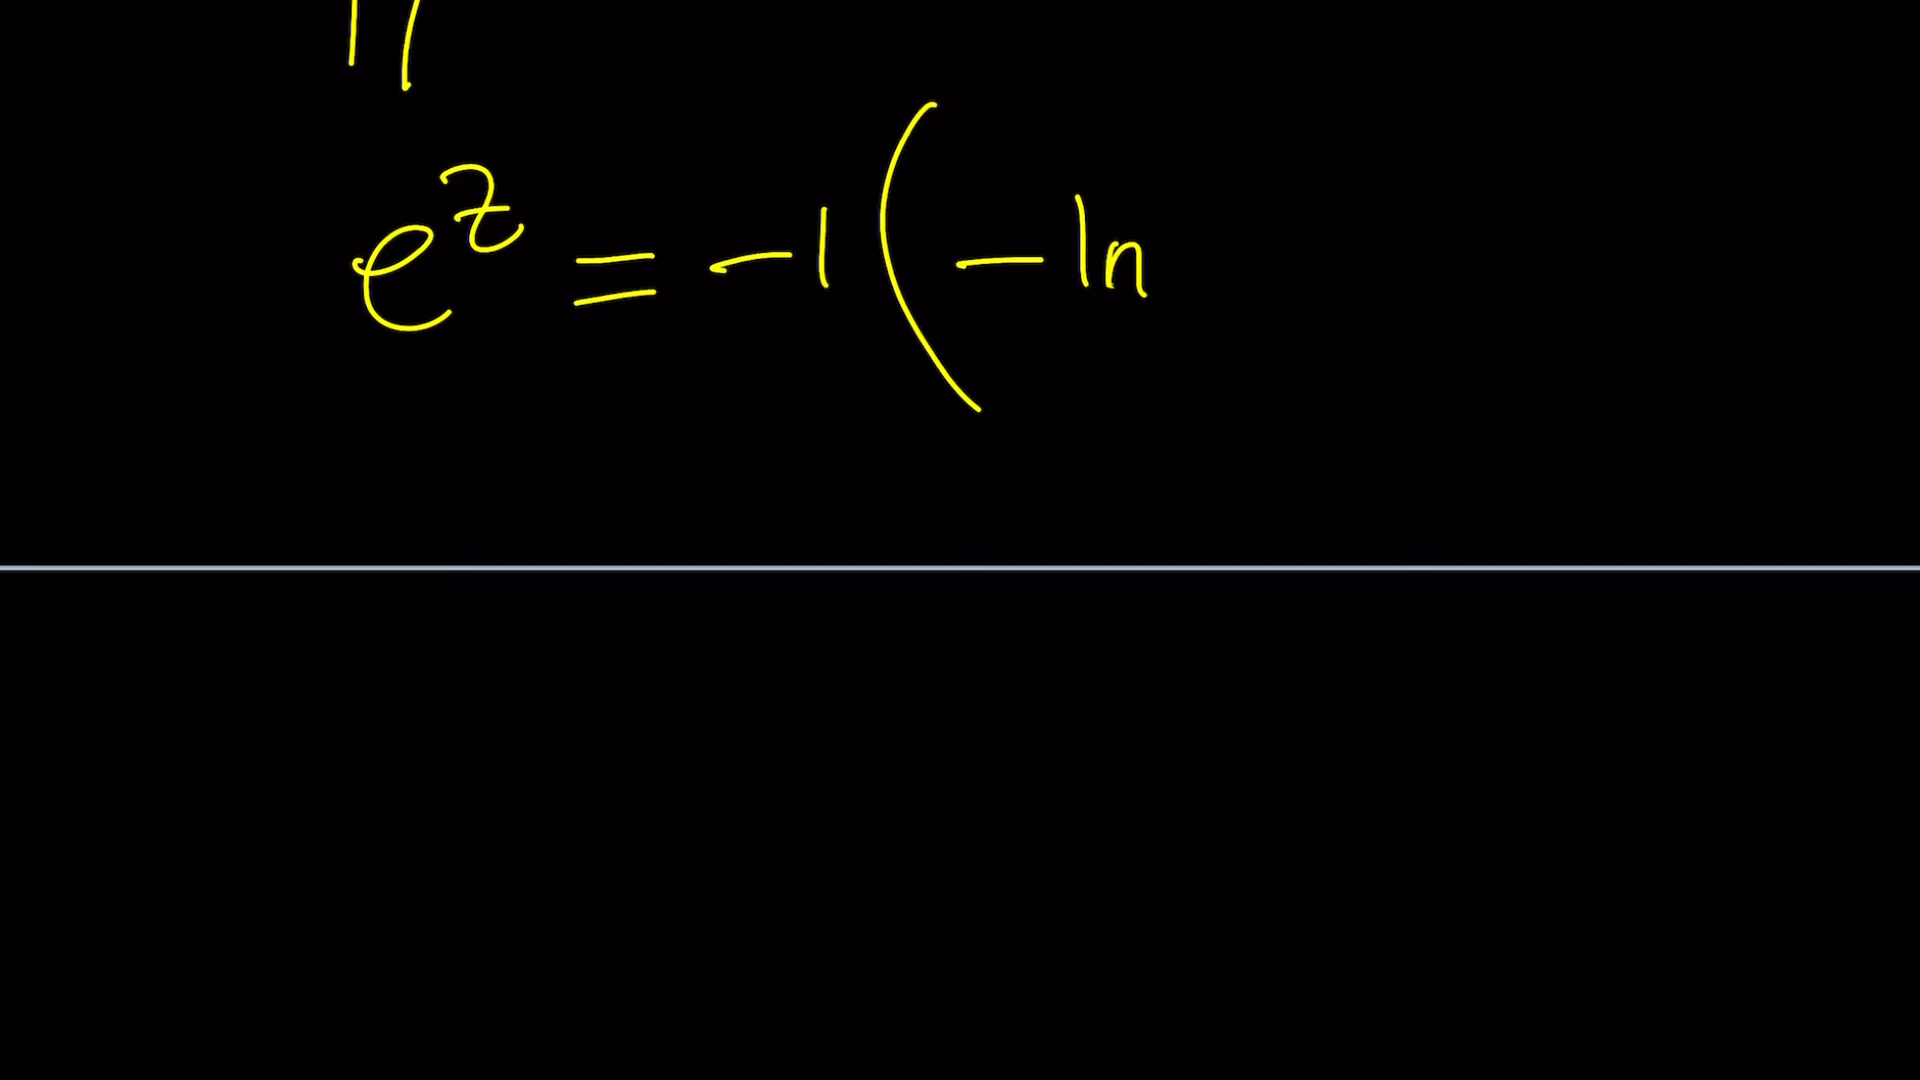 e^z = -1 ( - ln